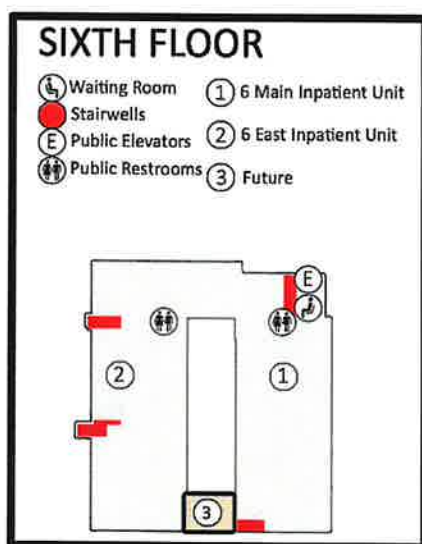 SIXTH FLOOR
Waiting Room
Stairwells
E Public Elevators
Public Restrooms
1 6 Main Inpatient Unit
2 6 East Inpatient Unit
3 Future
E
2
1
3